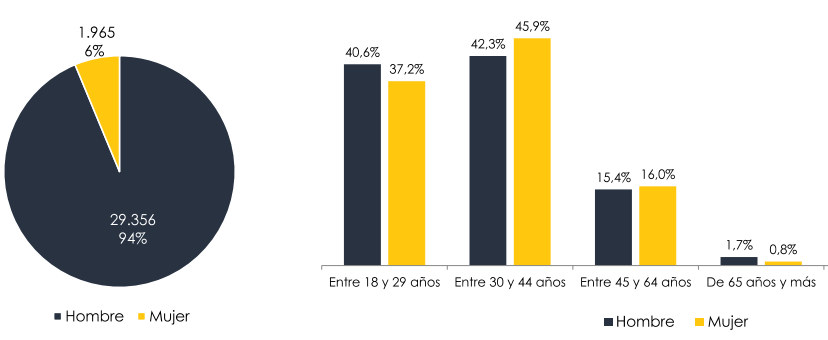 1.965
6%
29.356
94%
Hombre Mujer
40,6%
37,2%
42,3%
45,9%
15,4%
16,0%
1,7%
0,8%
Entre 18 y 29 años
Entre 30 y 44 años
Entre 45 y 64 años
De 65 años y más
Hombre Mujer